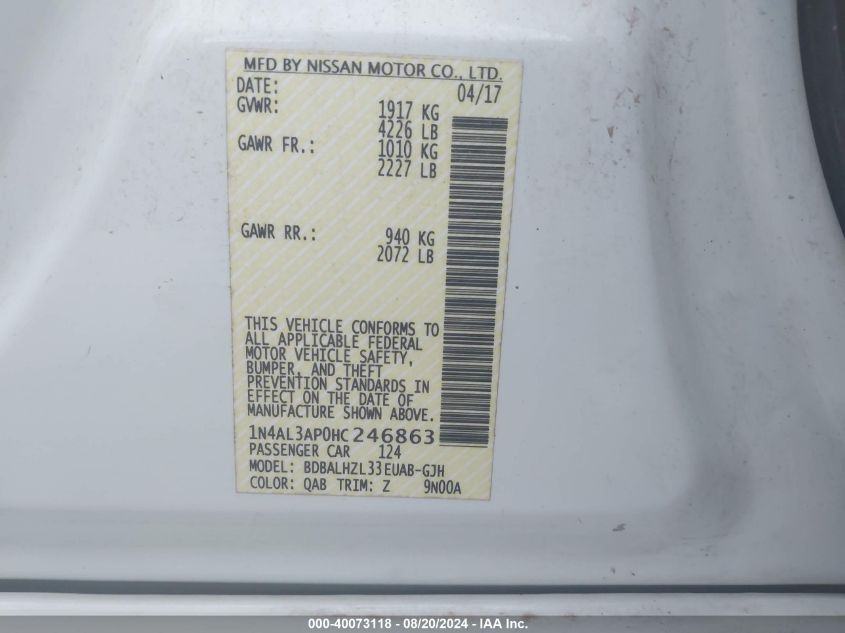 MFD BY NISSAN MOTOR CO., LTD.
DATE: 04/17
GVWR: 1917 KG
4226 LB
GAWR FR.: 1010 KG
2227 LB
GAWR RR.: 940 KG
2072 LB
THIS VEHICLE CONFORMS TO
ALL APPLICABLE FEDERAL
MOTOR VEHICLE SAFETY,
BUMPER, AND THEFT
PREVENTION STANDARDS IN
EFFECT ON THE DATE OF
MANUFACTURE SHOWN ABOVE.
1N4AL3AP0HC246863
PASSENGER CAR 124
MODEL: BDBALHZL33EUAB-GJH
COLOR: QAB TRIM: Z 9N00A
000-40073118 - 08/20/2024 - IAA Inc.